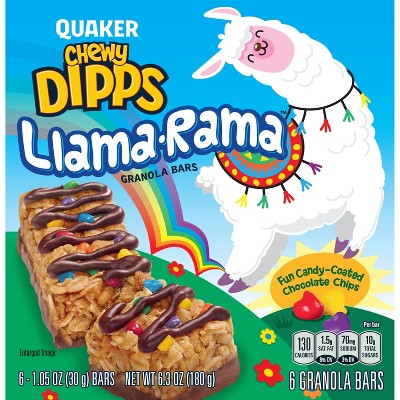 QUAKER
CHEWY
DIPPS
Llama·Rama™
GRANOLA BARS
Fun Candy-Coated
Chocolate Chips
Enlarged Image
Per bar
130 CALORIES
1.5g SAT FAT 8% DV
70mg SODIUM 3% DV
10g TOTAL SUGARS
6 - 1.05 OZ (30 g) BARS NET WT 6.3 OZ (180 g)
6 GRANOLA BARS